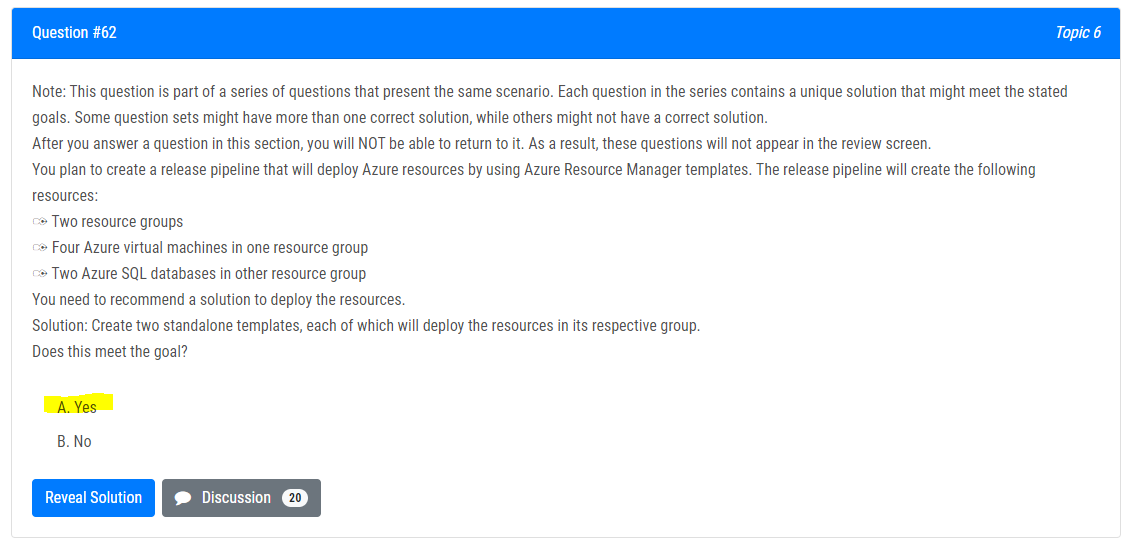 Question #62
Topic 6
Note: This question is part of a series of questions that present the same scenario. Each question in the series contains a unique solution that might meet the stated
goals. Some question sets might have more than one correct solution, while others might not have a correct solution.
After you answer a question in this section, you will NOT be able to return to it. As a result, these questions will not appear in the review screen.
You plan to create a release pipeline that will deploy Azure resources by using Azure Resource Manager templates. The release pipeline will create the following
resources:
Two resource groups
Four Azure virtual machines in one resource group
Two Azure SQL databases in other resource group
You need to recommend a solution to deploy the resources.
Solution: Create two standalone templates, each of which will deploy the resources in its respective group.
Does this meet the goal?
A. Yes
B. No
Reveal Solution
Discussion 20